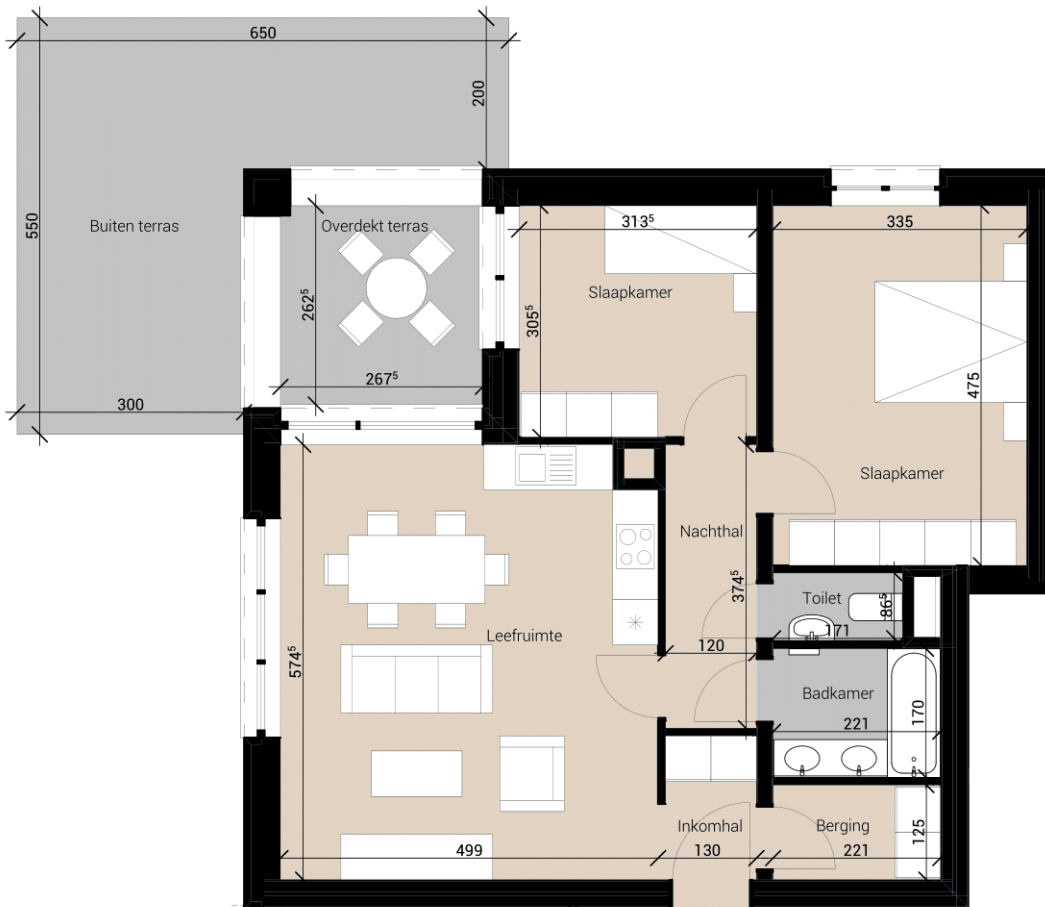 650
200
550
Buiten terras
Overdekt terras
313⁵
335
262⁵
Slaapkamer
305⁵
475
267⁵
300
Slaapkamer
Nachthal
374⁵
Toilet
86⁵
171
Leefruimte
120
574⁵
Badkamer
170
221
Inkomhal
Berging
125
499
130
221